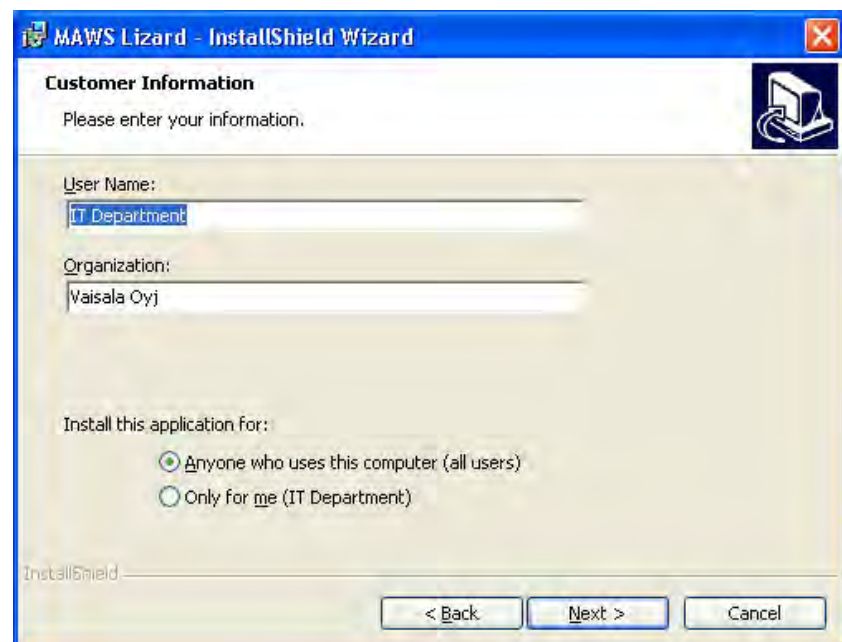 MAWS Lizard - InstallShield Wizard
Customer Information
Please enter your information.
User Name:
IT Department
Organization:
Vaisala Oyj
Install this application for:
Anyone who uses this computer (all users)
Only for me (IT Department)
InstallShield
< Back
Next >
Cancel